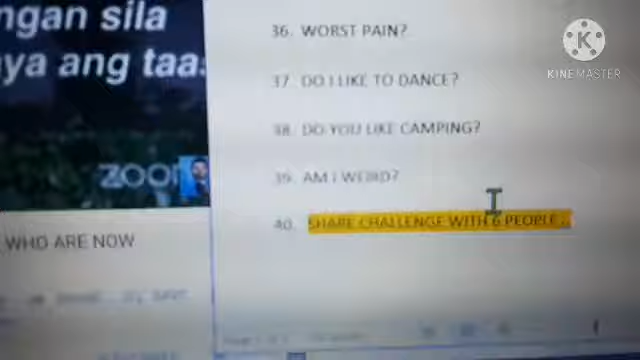 ngan sila
ya ang taas
ZOOM
WHO ARE NOW
36. WORST PAIN?
37. DO I LIKE TO DANCE?
38. DO YOU LIKE CAMPING?
39. AM I WEIRD?
40. SHARE CHALLENGE WITH 6 PEOPLE
KINEMASTER